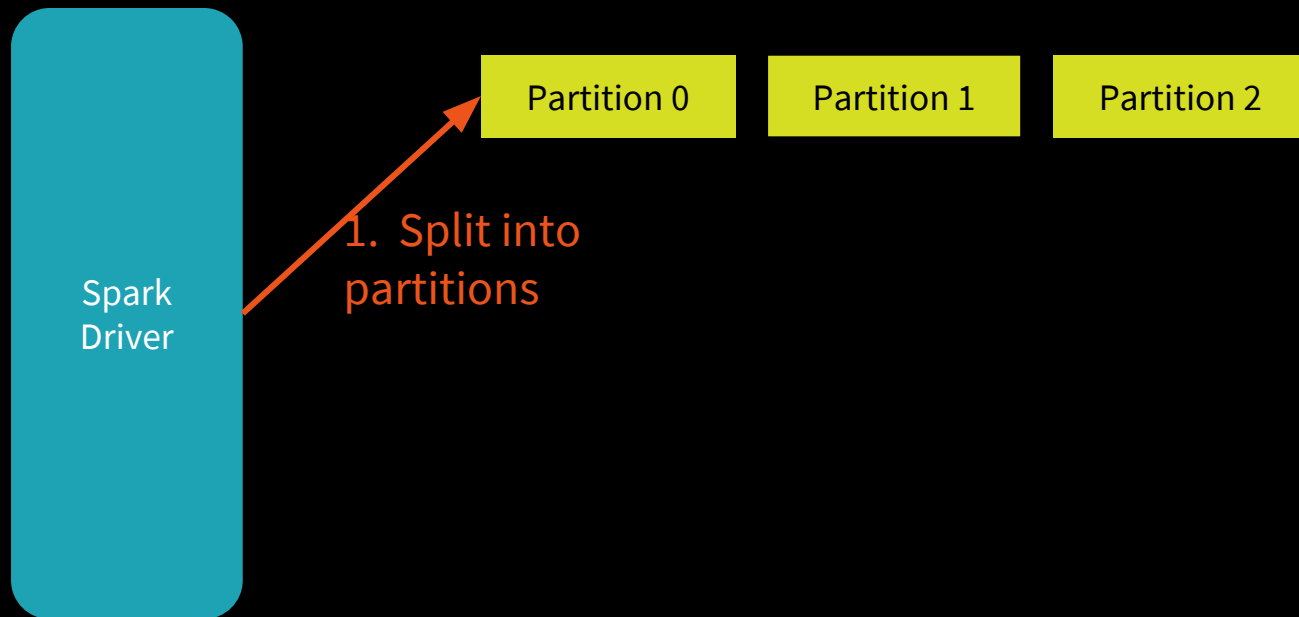 Partition 0
Partition 1
Partition 2
1. Split into
partitions
Spark
Driver